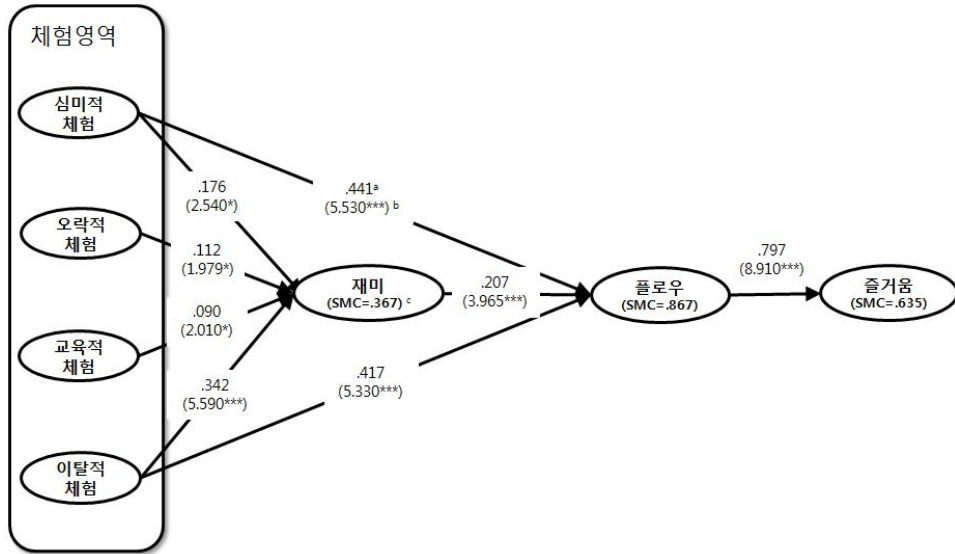 체험영역
심미적
체험
.176
(2.540*)
.441ᵃ
(5.530***) ᵇ
오락적
체험
.112
(1.979*)
재미
(SMC=.367) ᶜ
.207
(3.965***)
플로우
(SMC=.867)
.797
(8.910***)
즐거움
(SMC=.635)
.090
(2.010*)
교육적
체험
.342
(5.590***)
.417
(5.330***)
이탈적
체험